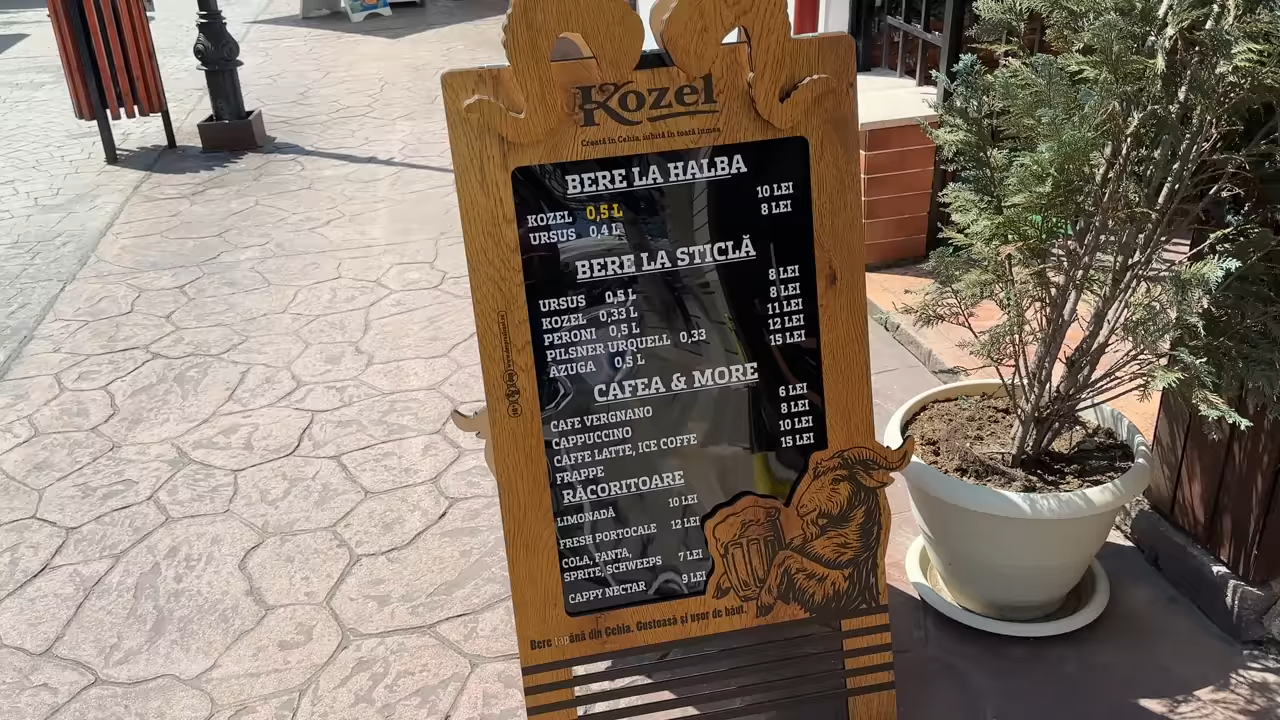 Kozel
Creată în Cehia, iubită în toată lumea
BERE LA HALBA
KOZEL 0,5 L 10 LEI
URSUS 0,4 L 8 LEI
BERE LA STICLĂ
URSUS 0,5 L 8 LEI
KOZEL 0,33 L 8 LEI
PERONI 0,5 L 11 LEI
PILSNER URQUELL 0,33 12 LEI
AZUGA 0,5 L 15 LEI
CAFEA & MORE
CAFE VERGNANO 6 LEI
CAPPUCCINO 8 LEI
CAFFE LATTE, ICE COFFE 10 LEI
FRAPPE 15 LEI
RĂCORITOARE
LIMONADĂ 10 LEI
FRESH PORTOCALE 12 LEI
COLA, FANTA,
SPRITE, SCHWEEPS 7 LEI
CAPPY NECTAR 9 LEI
Bere țapănă din Cehia. Gustoasă și ușor de băut.